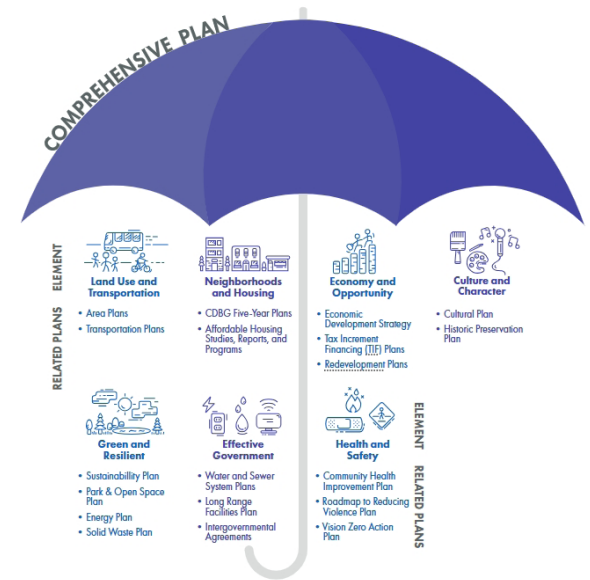 COMPREHENSIVE PLAN
ELEMENT
RELATED PLANS
Land Use and
Transportation
• Area Plans
• Transportation Plans
Neighborhoods
and Housing
• CDBG Five-Year Plans
• Affordable Housing
Studies, Reports, and
Programs
Economy and
Opportunity
• Economic
Development Strategy
• Tax Increment
Financing (TIF) Plans
• Redevelopment Plans
Culture and
Character
• Cultural Plan
• Historic Preservation
Plan
Green and
Resilient
• Sustainabillity Plan
• Park & Open Space
Plan
• Energy Plan
• Solid Waste Plan
Effective
Government
• Water and Sewer
System Plans
• Long Range
Facilities Plan
• Intergovernmental
Agreements
Health and
Safety
• Community Health
Improvement Plan
• Roadmap to Reducing
Violence Plan
• Vision Zero Action
Plan
ELEMENT
RELATED PLANS